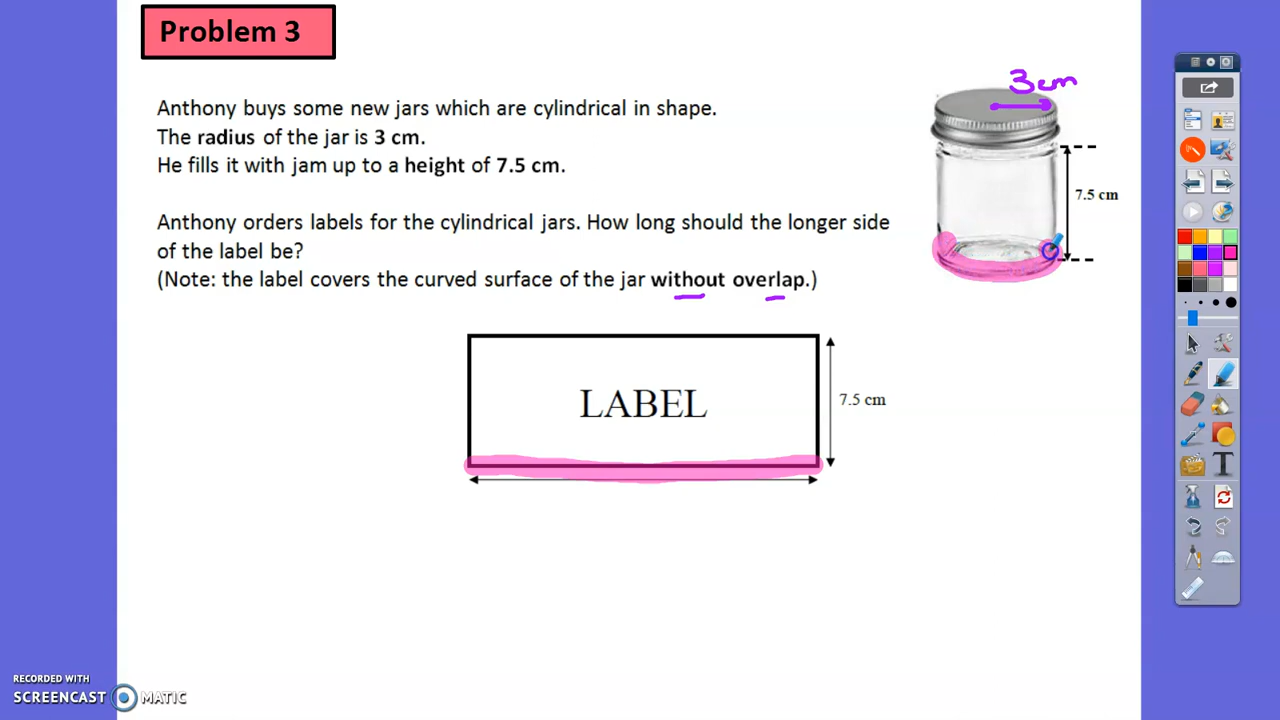 Problem 3
3 cm
Anthony buys some new jars which are cylindrical in shape.
The radius of the jar is 3 cm.
He fills it with jam up to a height of 7.5 cm.
7.5 cm
Anthony orders labels for the cylindrical jars. How long should the longer side
of the label be?
(Note: the label covers the curved surface of the jar without overlap.)
LABEL
7.5 cm
T
RECORDED WITH
SCREENCAST MATIC